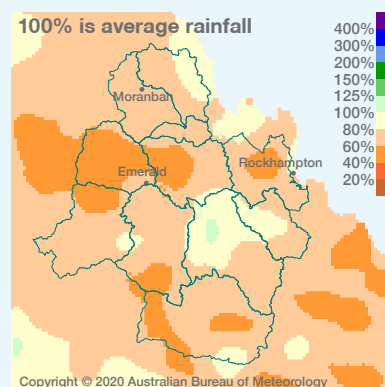 100% is average rainfall
400%
300%
200%
150%
125%
100%
80%
60%
40%
20%
Moranbah
Rockhampton
Emerald
Copyright © 2020 Australian Bureau of Meteorology